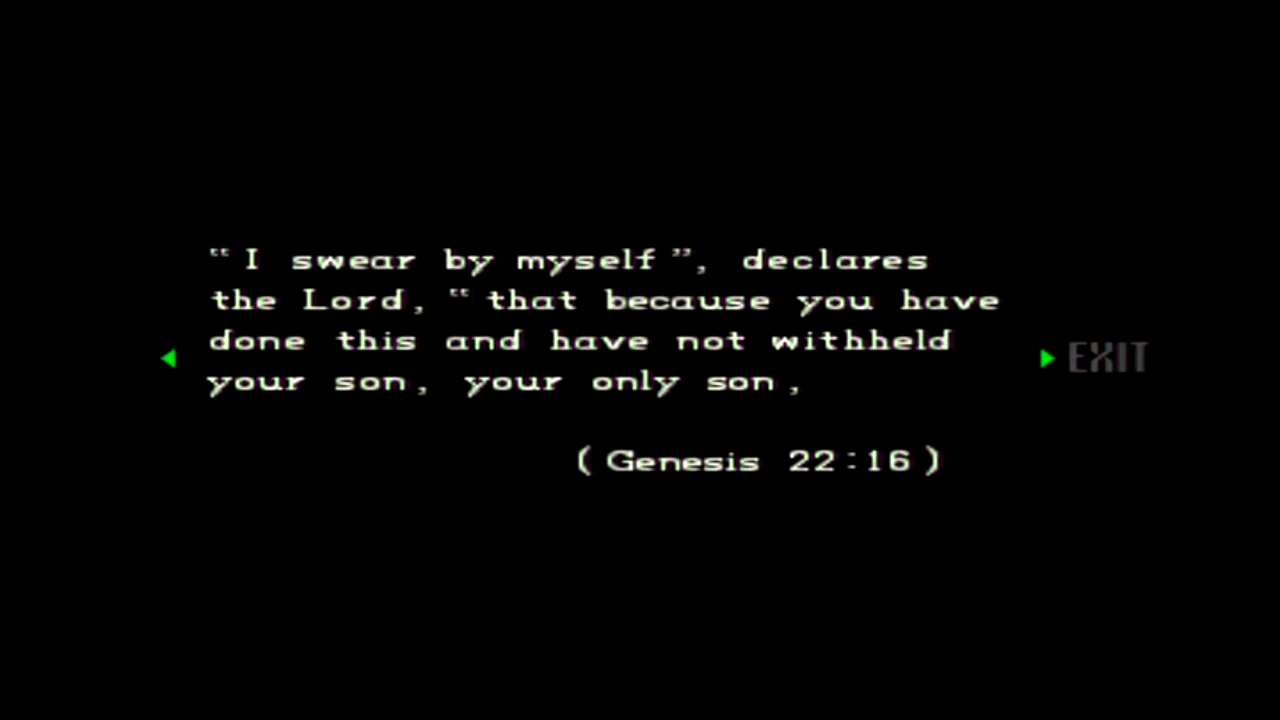 “I swear by myself”, declares
the Lord, “that because you have
done this and have not withheld
your son, your only son,
EXIT
(Genesis 22:16)